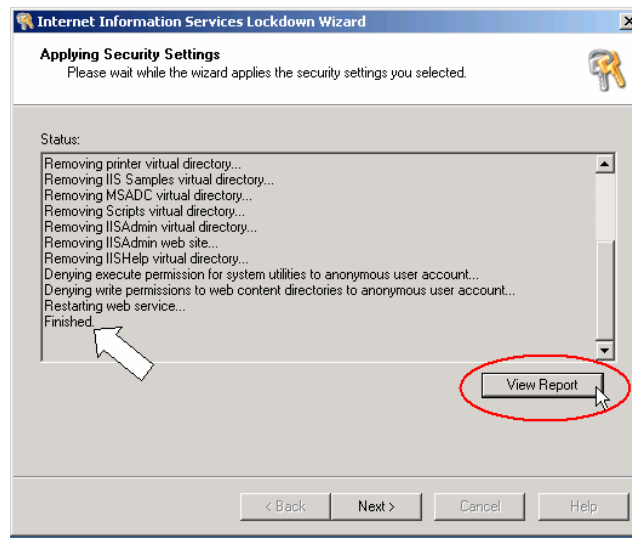 Internet Information Services Lockdown Wizard
Applying Security Settings
Please wait while the wizard applies the security settings you selected.
Status:
Removing printer virtual directory...
Removing IIS Samples virtual directory...
Removing MSADC virtual directory...
Removing Scripts virtual directory...
Removing IISAdmin virtual directory...
Removing IISAdmin web site...
Removing IISHelp virtual directory...
Denying execute permission for system utilities to anonymous user account...
Denying write permissions to web content directories to anonymous user account...
Restarting web service...
Finished.
View Report
< Back Next > Cancel Help